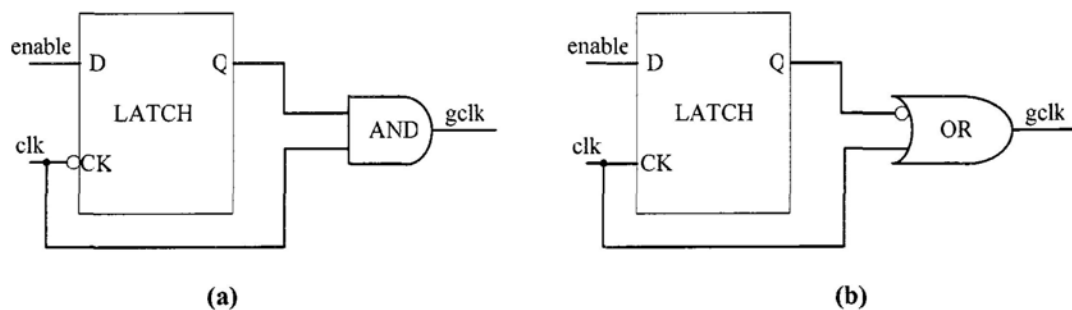 enable
D
Q
LATCH
AND
gclk
clk
CK
(a)
enable
D
Q
LATCH
OR
gclk
clk
CK
(b)